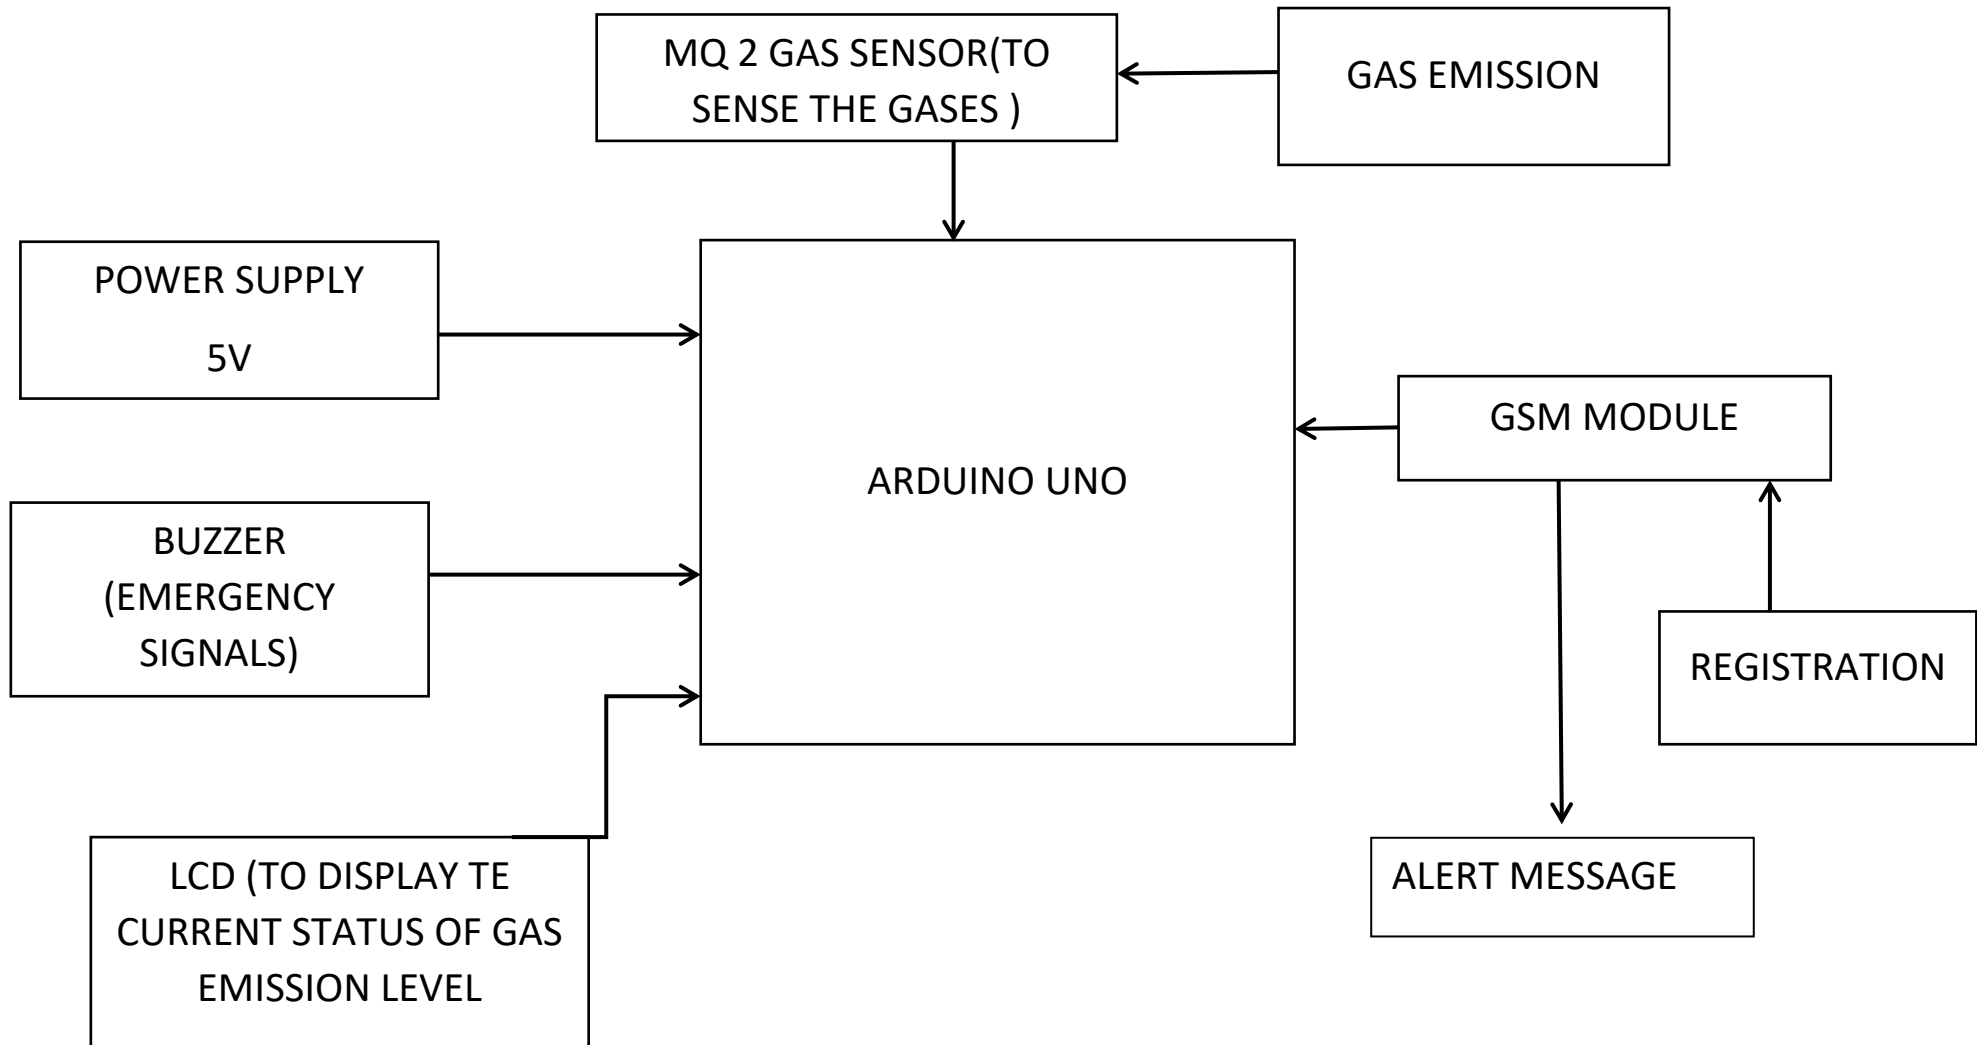 MQ 2 GAS SENSOR(TO
SENSE THE GASES )
GAS EMISSION
POWER SUPPLY
5V
GSM MODULE
ARDUINO UNO
BUZZER
(EMERGENCY
SIGNALS)
REGISTRATION
LCD (TO DISPLAY TE
CURRENT STATUS OF GAS
EMISSION LEVEL
ALERT MESSAGE